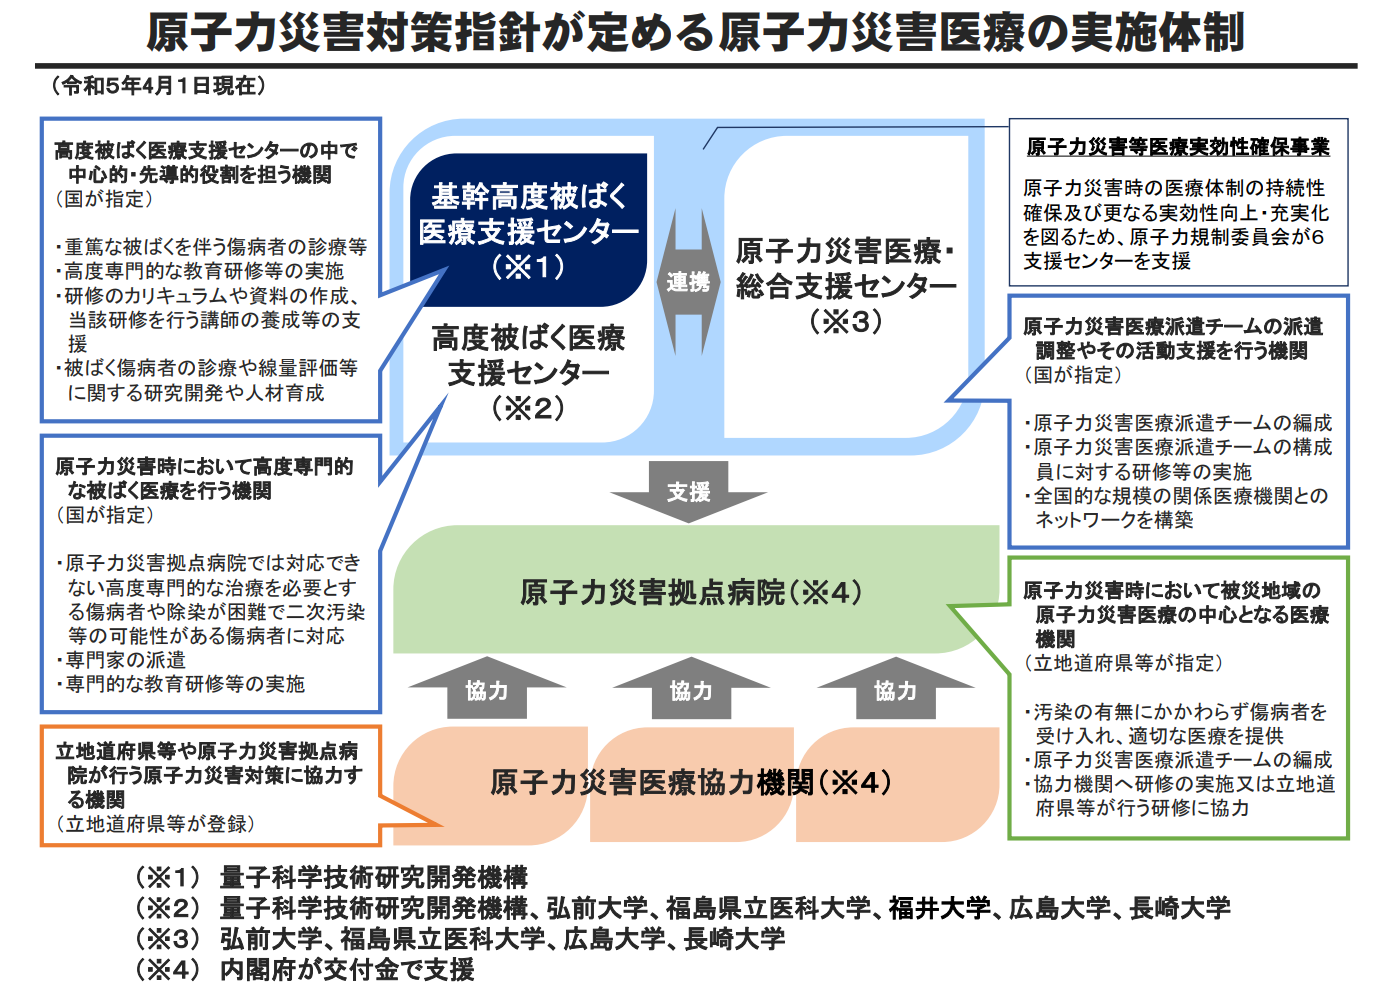 原子力災害対策指針が定める原子力災害医療の実施体制
（令和５年４月１日現在）
高度被ばく医療支援センターの中で
中心的・先導的役割を担う機関
（国が指定）
・重篤な被ばくを伴う傷病者の診療等
・高度専門的な教育研修等の実施
・研修のカリキュラムや資料の作成、
当該研修を行う講師の養成等の支
援
・被ばく傷病者の診療や線量評価等
に関する研究開発や人材育成
原子力災害時において高度専門的
な被ばく医療を行う機関
（国が指定）
・原子力災害拠点病院では対応でき
ない高度専門的な治療を必要とす
る傷病者や除染が困難で二次汚染
等の可能性がある傷病者に対応
・専門家の派遣
・専門的な教育研修等の実施
立地道府県等や原子力災害拠点病
院が行う原子力災害対策に協力す
る機関
（立地道府県等が登録）
基幹高度被ばく
医療支援センター
（※１）
高度被ばく医療
支援センター
（※２）
連携
原子力災害医療・
総合支援センター
（※３）
支援
原子力災害拠点病院（※４）
協力
協力
協力
原子力災害医療協力機関（※４）
原子力災害等医療実効性確保事業
原子力災害時の医療体制の持続性
確保及び更なる実効性向上・充実化
を図るため、原子力規制委員会が６
支援センターを支援
原子力災害医療派遣チームの派遣
調整やその活動支援を行う機関
（国が指定）
・原子力災害医療派遣チームの編成
・原子力災害医療派遣チームの構成
員に対する研修等の実施
・全国的な規模の関係医療機関との
ネットワークを構築
原子力災害時において被災地域の
原子力災害医療の中心となる医療
機関
（立地道府県等が指定）
・汚染の有無にかかわらず傷病者を
受け入れ、適切な医療を提供
・原子力災害医療派遣チームの編成
・協力機関へ研修の実施又は立地道
府県等が行う研修に協力
（※１） 量子科学技術研究開発機構
（※２） 量子科学技術研究開発機構、弘前大学、福島県立医科大学、福井大学、広島大学、長崎大学
（※３） 弘前大学、福島県立医科大学、広島大学、長崎大学
（※４） 内閣府が交付金で支援